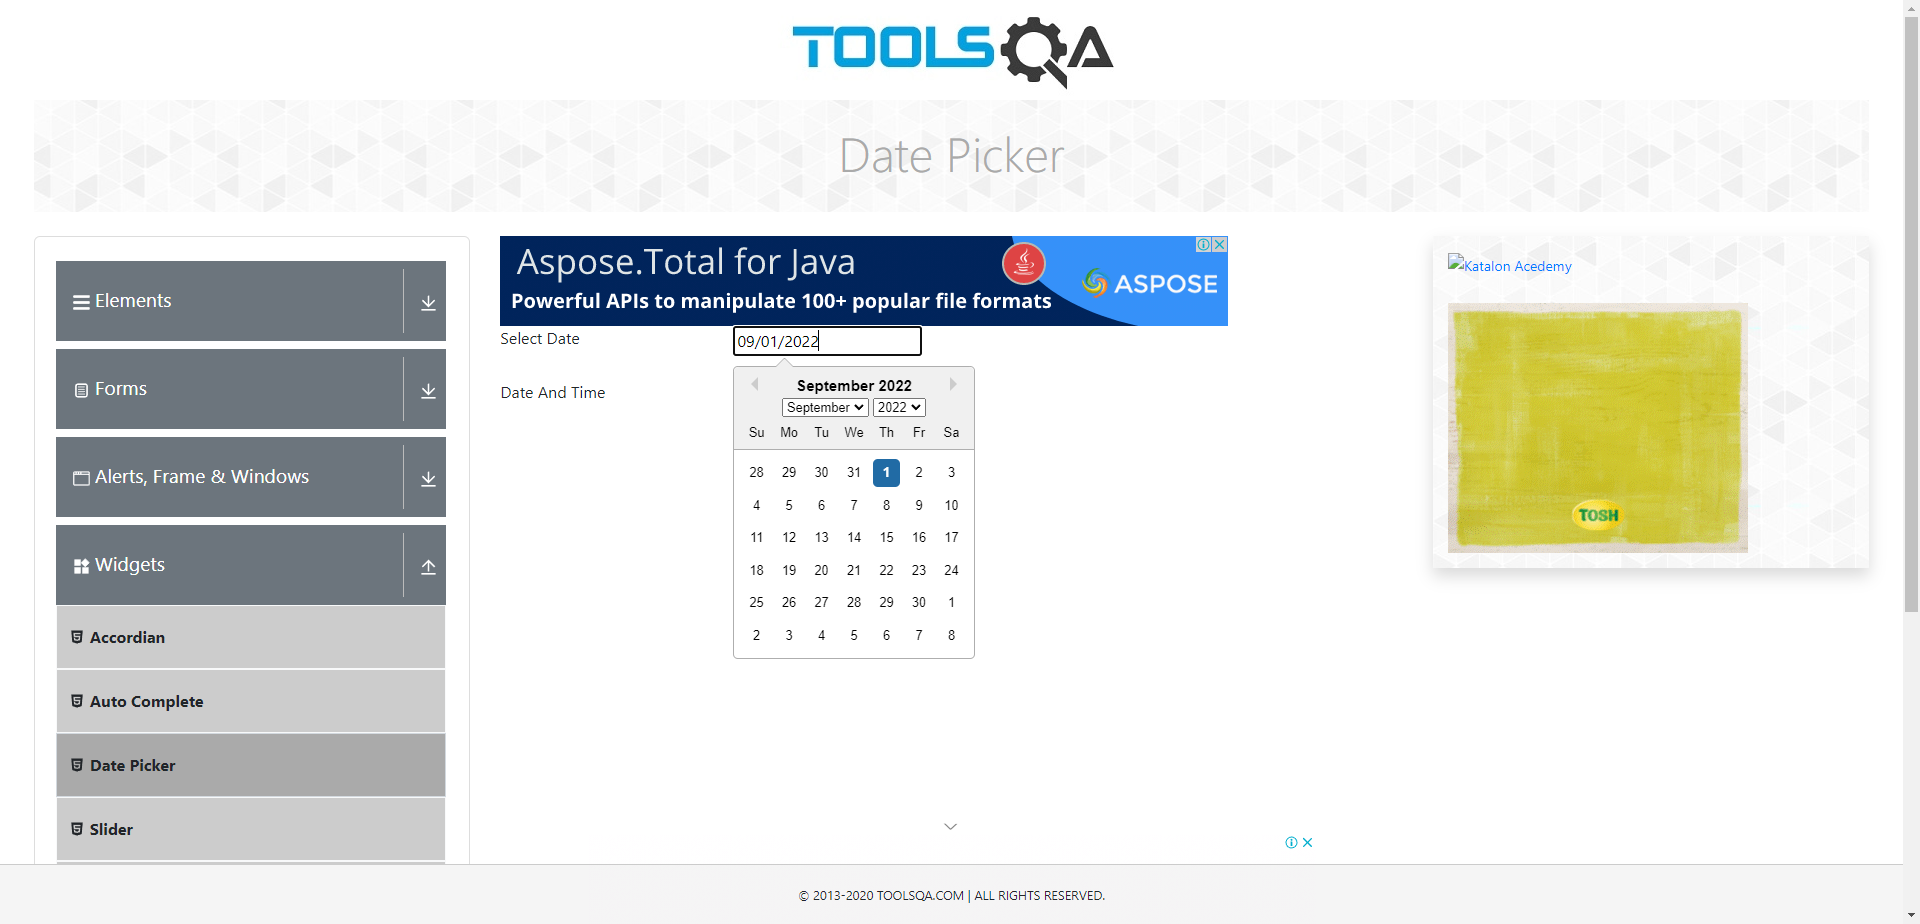 TOOLSQA
Date Picker
Elements
Forms
Alerts, Frame & Windows
Widgets
Accordian
Auto Complete
Date Picker
Slider
Aspose.Total for Java
Powerful APIs to manipulate 100+ popular file formats
ASPOSE
Select Date
09/01/2022
Date And Time
September 2022
September 2022
Su Mo Tu We Th Fr Sa
28 29 30 31 1 2 3
4 5 6 7 8 9 10
11 12 13 14 15 16 17
18 19 20 21 22 23 24
25 26 27 28 29 30 1
2 3 4 5 6 7 8
Katalon Acedemy
TOSH
© 2013-2020 TOOLSQA.COM | ALL RIGHTS RESERVED.